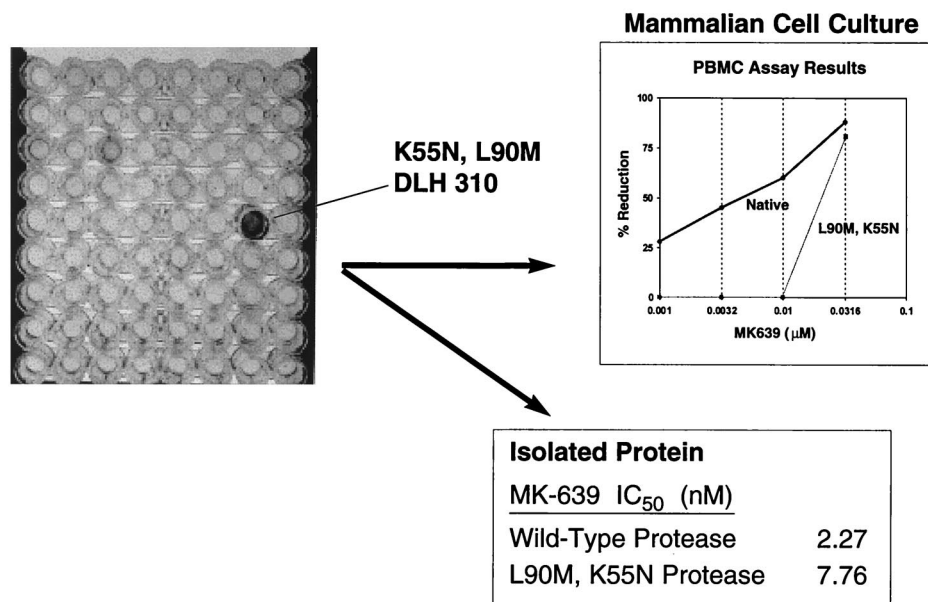 Mammalian Cell Culture
PBMC Assay Results
100
75
50
25
0
% Reduction
Native
L90M, K55N
0.001 0.0032 0.01 0.0316 0.1
MK639 (μM)
K55N, L90M
DLH 310
Isolated Protein
MK-639 IC50 (nM)
Wild-Type Protease 2.27
L90M, K55N Protease 7.76